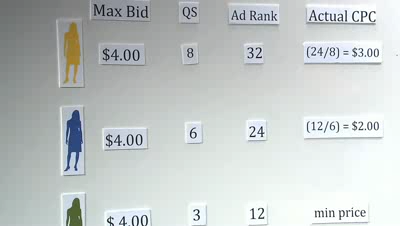 Max Bid QS Ad Rank Actual CPC
$4.00 8 32 (24/8) = $3.00
$4.00 6 24 (12/6) = $2.00
$4.00 3 12 min price